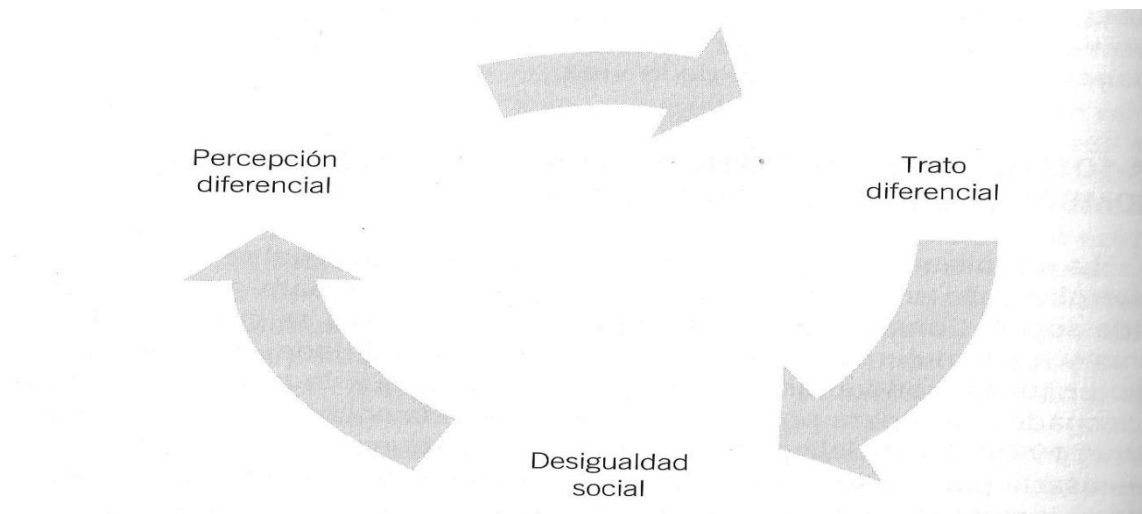 Percepción
diferencial
Trato
diferencial
Desigualdad
social